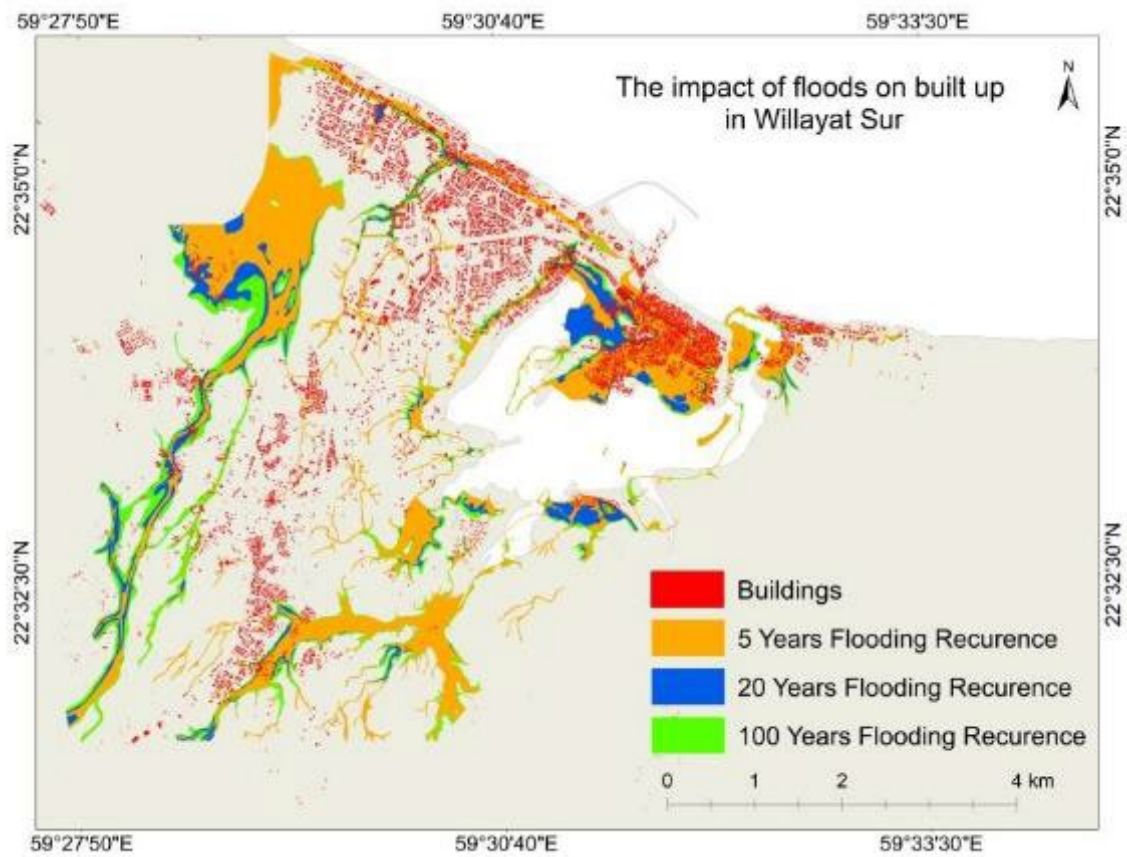 59°27'50"E 59°30'40"E 59°33'30"E
The impact of floods on built up
in Willayat Sur
N
22°35'0"N
22°35'0"N
22°32'30"N
22°32'30"N
Buildings
5 Years Flooding Recurence
20 Years Flooding Recurence
100 Years Flooding Recurence
0 1 2 4 km
59°27'50"E 59°30'40"E 59°33'30"E